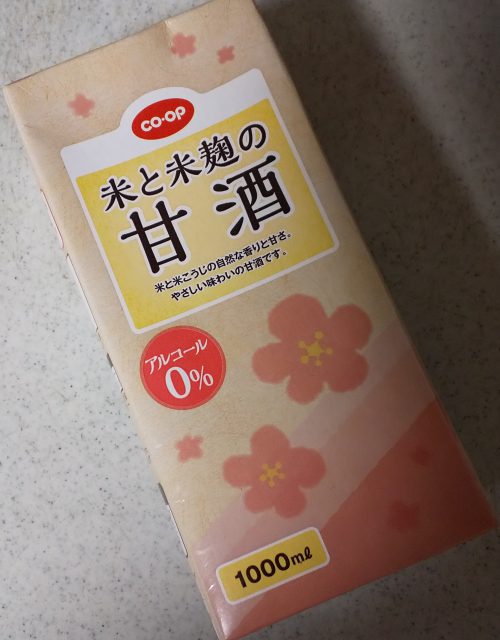 CO・OP
米と米麹の
甘酒
米と米こうじの自然な香りと甘さ。
やさしい味わいの甘酒です。
アルコール
0%
1000ml